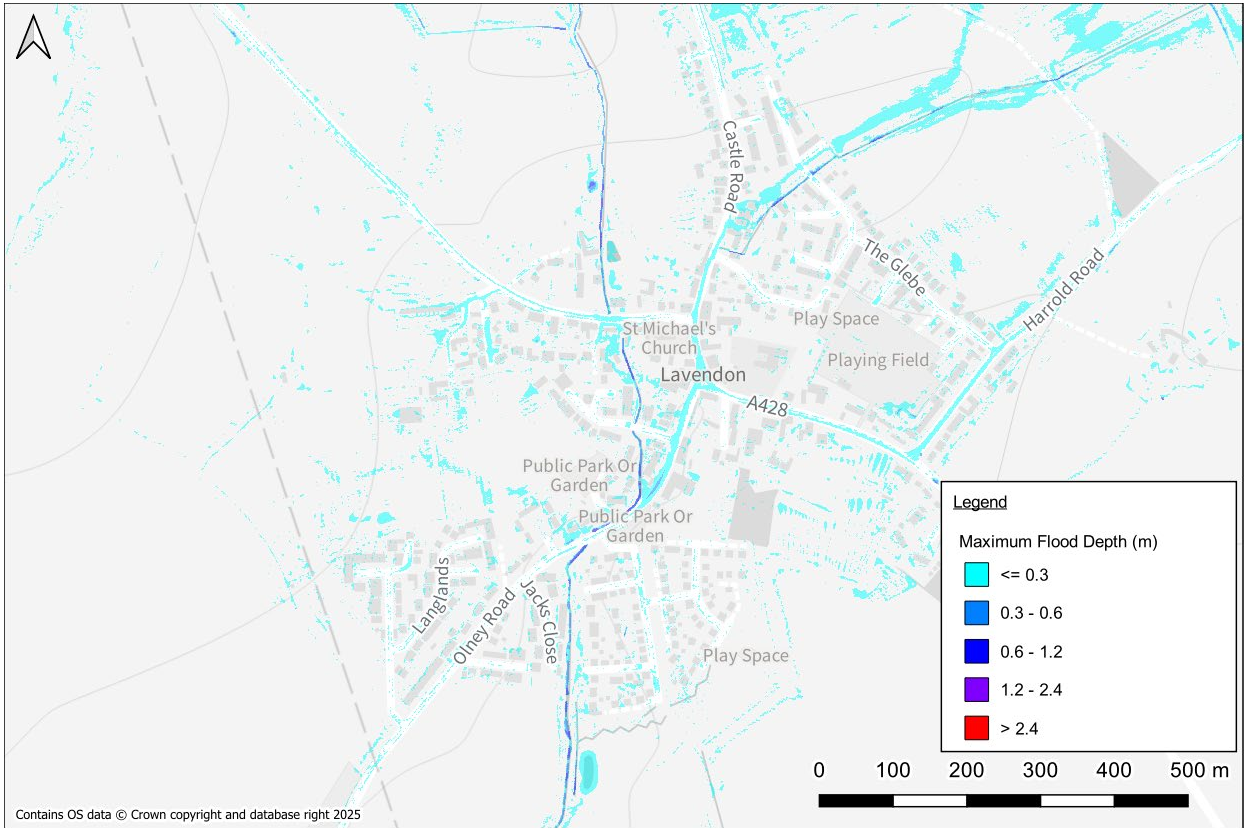 Castle Road
The Glebe
Harrold Road
Play Space
St Michael's
Church
Playing Field
Lavendon
A428
Public Park Or
Garden
Public Park Or
Garden
Langlands
Olney Road
Jacks Close
Play Space
Legend
Maximum Flood Depth (m)
<= 0.3
0.3 - 0.6
0.6 - 1.2
1.2 - 2.4
> 2.4
0 100 200 300 400 500 m
Contains OS data © Crown copyright and database right 2025